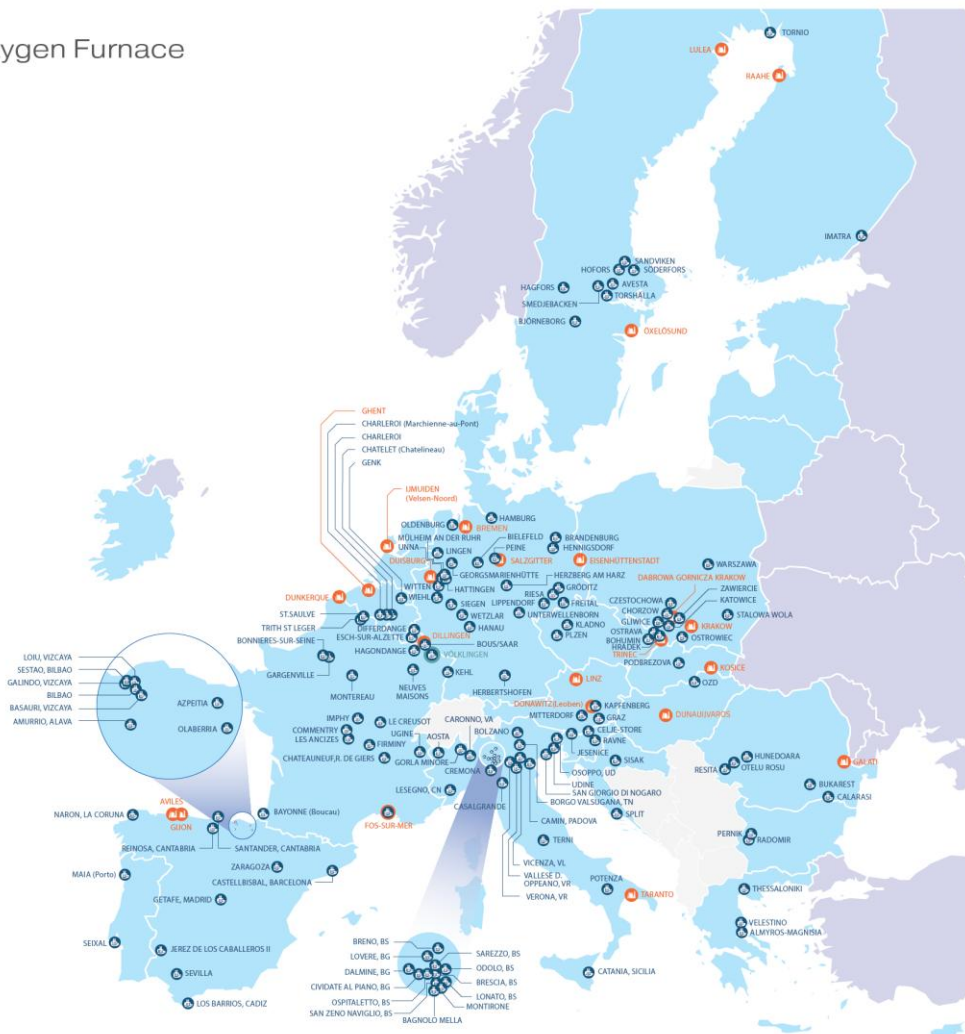 ygen Furnace
TORNIO
LULEA
RAAHE
IMATRA
SANDVIKEN
HOFORS
SÖDERFORS
HAGFORS
AVESTA
SMEDJEBACKEN
TORSHÄLLA
BJÖRNEBORG
ÖXELÖSUND
GHENT
CHARLEROI (Marchienne-au-Pont)
CHARLEROI
CHATELET (Chatelineau)
GENK
IJMUIDEN
(Velsen-Noord)
OLDENBURG
HAMBURG
BREMEN
MÜLHEIM AN DER RUHR
BIELEFELD
BRANDENBURG
UNNA
LINGEN
PEINE
HENNIGSDORF
DUISBURG
SALZGITTER
EISENHÜTTENSTADT
WARSZAWA
GEORGSMARIENHÜTTE
HERZBERG AM HARZ
DABROWA GORNICZA KRAKOW
WITTEN
HATTINGEN
GRÖDITZ
ZAWIERCIE
DUNKERQUE
WIEHL
RIESA
CZESTOCHOWA
KATOWICE
SIEGEN
LIPPENDORF
FREITAL
CHORZOW
ST.SAULVE
WETZLAR
UNTERWELLENBORN
GLIWICE
STALOWA WOLA
TRITH ST LEGER
DIFFERDANGE
HANAU
KLADNO
OSTRAVA
KRAKOW
BONNIERES-SUR-SEINE
ESCH-SUR-ALZETTE
DILLINGEN
PLZEN
BOHUMIN
OSTROWIEC
BOUS/SAAR
HRADEK
HAGONDANGE
VÖLKLINGEN
TRINEC
LOIU, VIZCAYA
PODBREZOVA
KOSICE
SESTAO, BILBAO
GARGENVILLE
KEHL
GALINDO, VIZCAYA
NEUVES
MAISONS
HERBERTSHOFEN
LINZ
OZD
BILBAO
MONTEREAU
BASAURI, VIZCAYA
AZPEITIA
DONAWITZ(Leoben)
KAPFENBERG
DUNAUJVAROS
AMURRIO, ALAVA
MITTERDORF
GRAZ
OLABERRIA
IMPHY
LE CREUSOT
CARONNO, VA
BOLZANO
CELJE-STORE
COMMENTRY
UGINE
AOSTA
RAVNE
LES ANCIZES
JESENICE
HUNEDOARA
FIRMINY
SISAK
GALATI
CHATEAUNEUF,R. DE GIERS
GORLA MINORE
OSOPPO, UD
RESITA
OTELU ROSU
CREMONA
UDINE
SAN GIORGIO DI NOGARO
BUKAREST
LESEGNO, CN
BORGO VALSUGANA, TN
CALARASI
AVILES
CASALGRANDE
NARON, LA CORUNA
BAYONNE (Boucau)
FOS-SUR-MER
CAMIN, PADOVA
SPLIT
GIJON
PERNIK
REINOSA, CANTABRIA
SANTANDER, CANTABRIA
TERNI
RADOMIR
ZARAGOZA
VICENZA, VI.
MAIA (Porto)
CASTELLBISBAL, BARCELONA
VALLESE D.
OPPEANO, VR
POTENZA
THESSALONIKI
GETAFE, MADRID
VERONA, VR
TARANTO
VELESTINO
ALMYROS-MAGNISIA
SEIXAL
BRENO, BS
JEREZ DE LOS CABALLEROS II
LOVERE, BG
SAREZZO, BS
DALMINE, BG
ODOLO, BS
SEVILLA
CATANIA, SICILIA
CIVIDATE AL PIANO, BG
BRESCIA, BS
OSPITALETTO, BS
LONATO, BS
LOS BARRIOS, CADIZ
SAN ZENO NAVIGLIO, BS
MONTIRONE
BAGNOLO MELLA